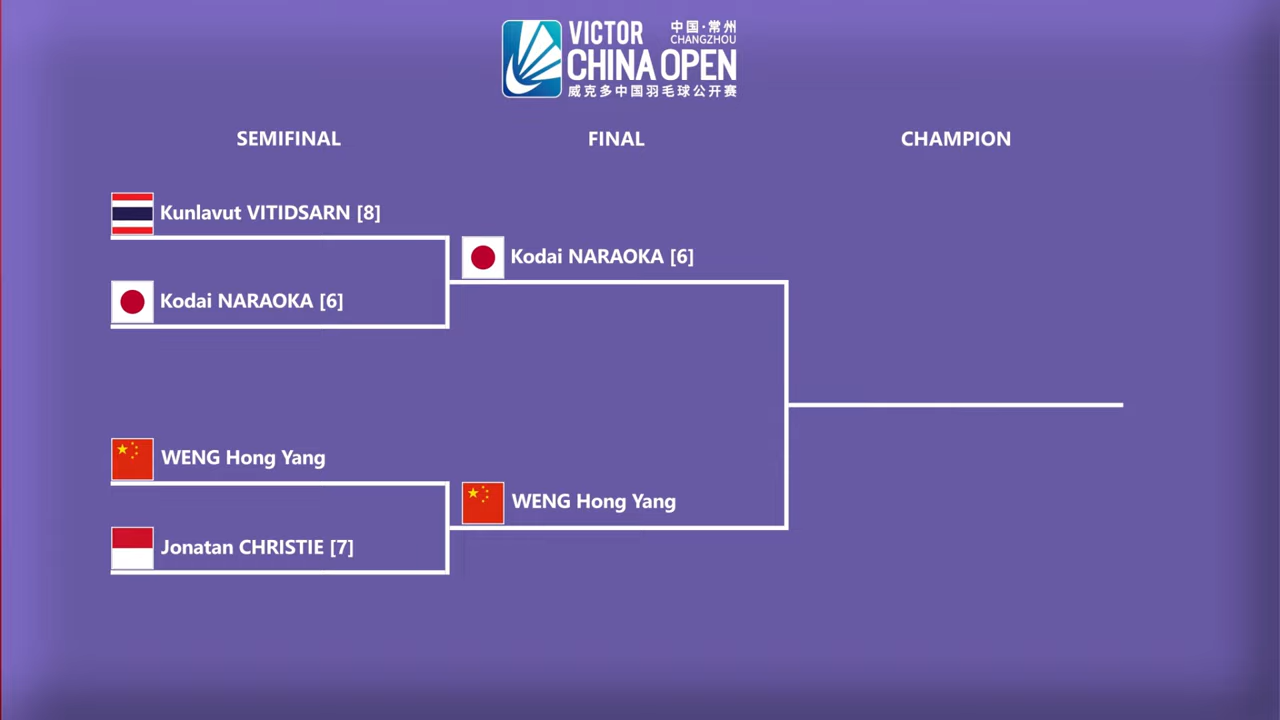 VICTOR
中国·常州
CHANGZHOU
CHINA OPEN
威克多中国羽毛球公开赛
SEMIFINAL
FINAL
CHAMPION
Kunlavut VITIDSARN [8]
Kodai NARAOKA [6]
Kodai NARAOKA [6]
WENG Hong Yang
WENG Hong Yang
Jonatan CHRISTIE [7]